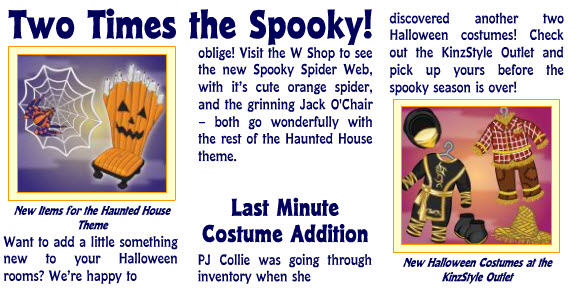 Two Times the Spooky!
New Items for the Haunted House
Theme
Want to add a little something
new to your Halloween
rooms? We're happy to
oblige! Visit the W Shop to see
the new Spooky Spider Web,
with it's cute orange spider,
and the grinning Jack O'Chair
– both go wonderfully with
the rest of the Haunted House
theme.
Last Minute
Costume Addition
PJ Collie was going through
inventory when she
discovered another two
Halloween costumes! Check
out the KinzStyle Outlet and
pick up yours before the
spooky season is over!
New Halloween Costumes at the
KinzStyle Outlet